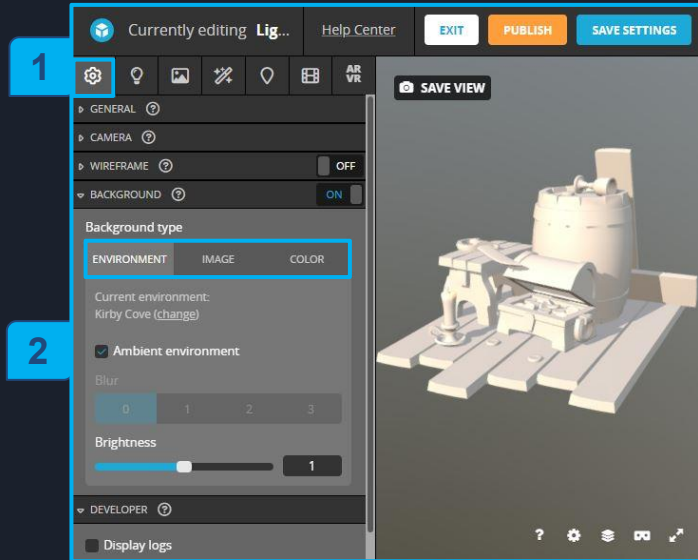 Currently editing Lig... Help Center EXIT PUBLISH SAVE SETTINGS
1
AR
VR
SAVE VIEW
GENERAL ?
CAMERA ?
WIREFRAME ? OFF
BACKGROUND ? ON
Background type
ENVIRONMENT IMAGE COLOR
Current environment:
Kirby Cove (change)
2
Ambient environment
Blur
0 1 2 3
Brightness
1
DEVELOPER ?
Display logs
?